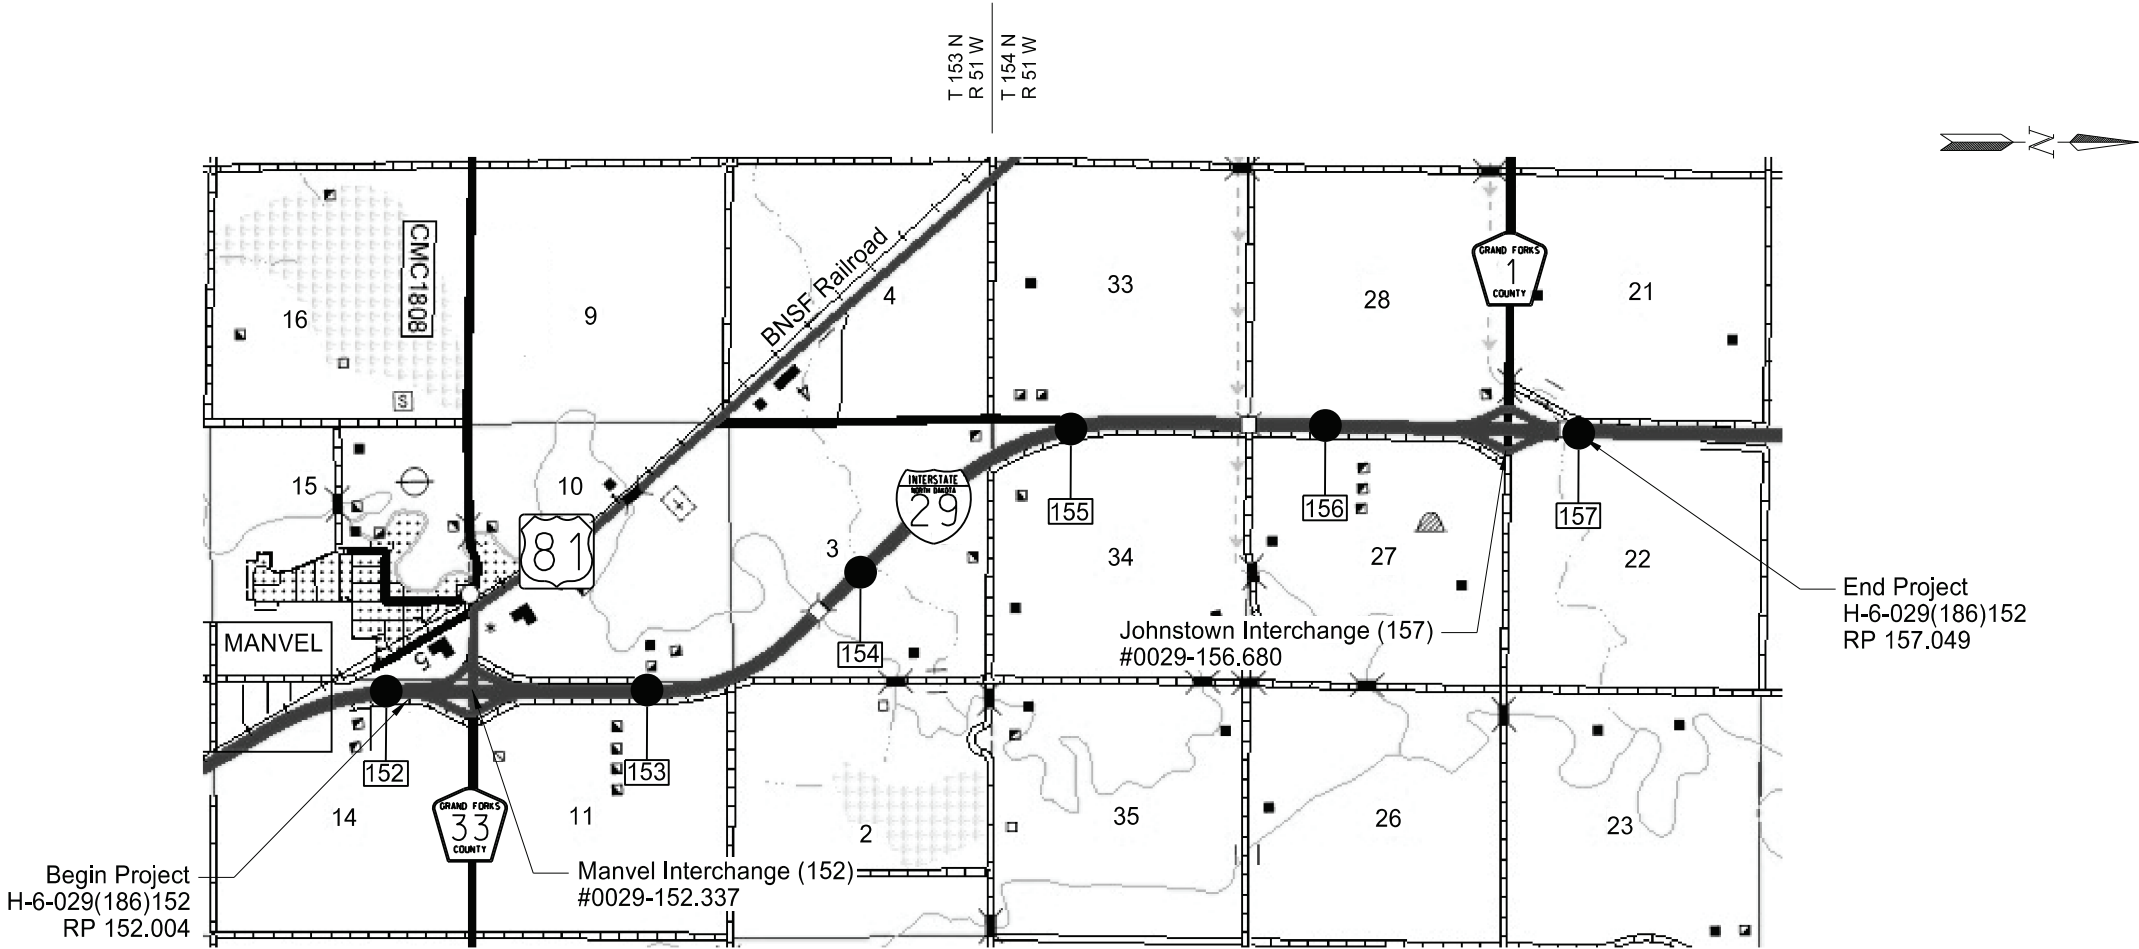 T 153 N
R 51 W
T 154 N
R 51 W
N
CMC1808
BNSF Railroad
16
9
4
33
28
21
GRAND FORKS
1
COUNTY
S
15
10
81
3
INTERSTATE
NORTH DAKOTA
29
155
34
156
27
157
22
MANVEL
5
154
Johnstown Interchange (157)
#0029-156.680
End Project
H-6-029(186)152
RP 157.049
152
153
14
GRAND FORKS
33
COUNTY
11
2
35
26
23
Begin Project
H-6-029(186)152
RP 152.004
Manvel Interchange (152)
#0029-152.337